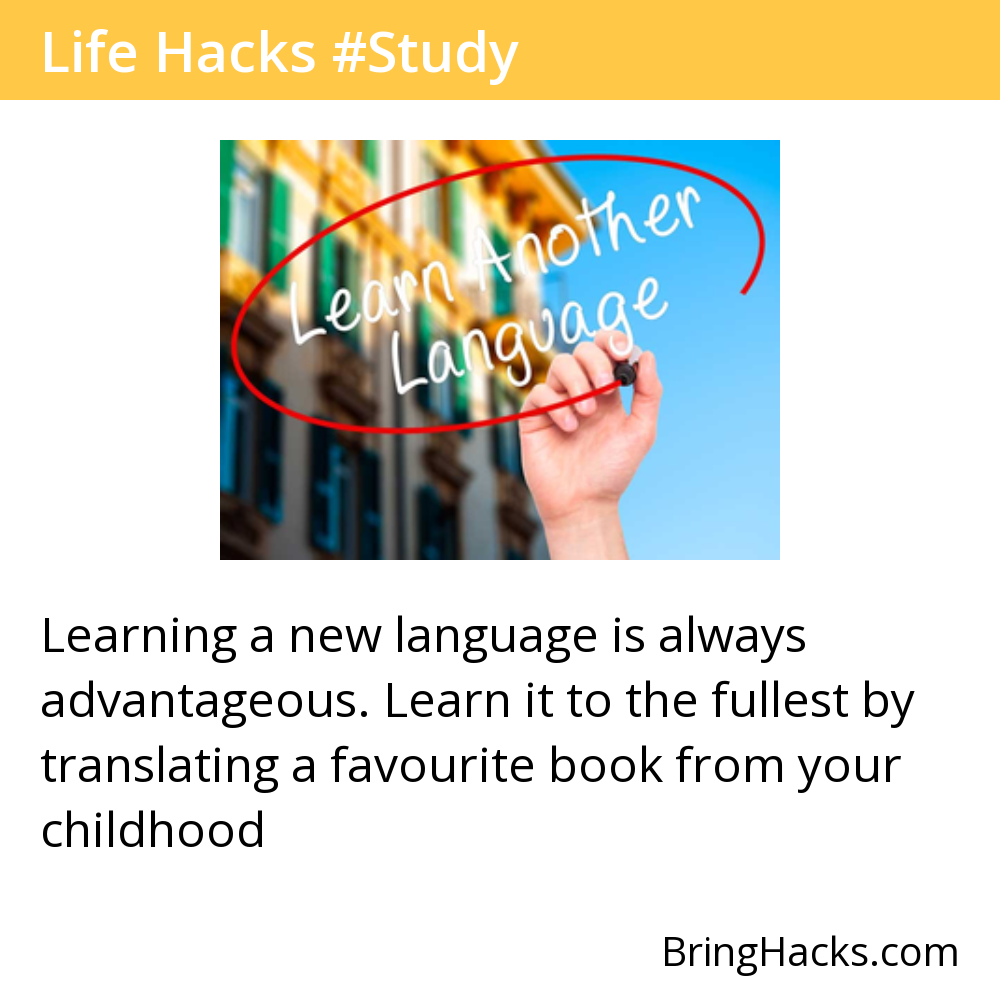 Life Hacks #Study
Learn Another
Language
Learning a new language is always
advantageous. Learn it to the fullest by
translating a favourite book from your
childhood
BringHacks.com